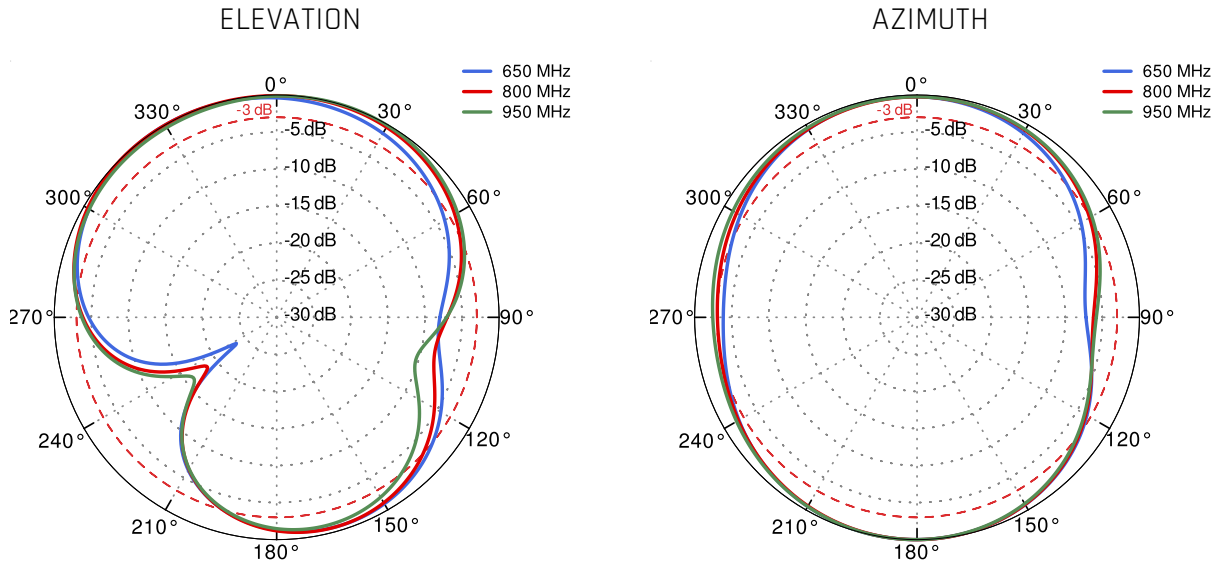 ELEVATION
AZIMUTH
650 MHz
800 MHz
950 MHz
0°
30°
60°
90°
120°
150°
180°
210°
240°
270°
300°
330°
-3 dB
-5 dB
-10 dB
-15 dB
-20 dB
-25 dB
-30 dB
650 MHz
800 MHz
950 MHz
0°
30°
60°
90°
120°
150°
180°
210°
240°
270°
300°
330°
-3 dB
-5 dB
-10 dB
-15 dB
-20 dB
-25 dB
-30 dB